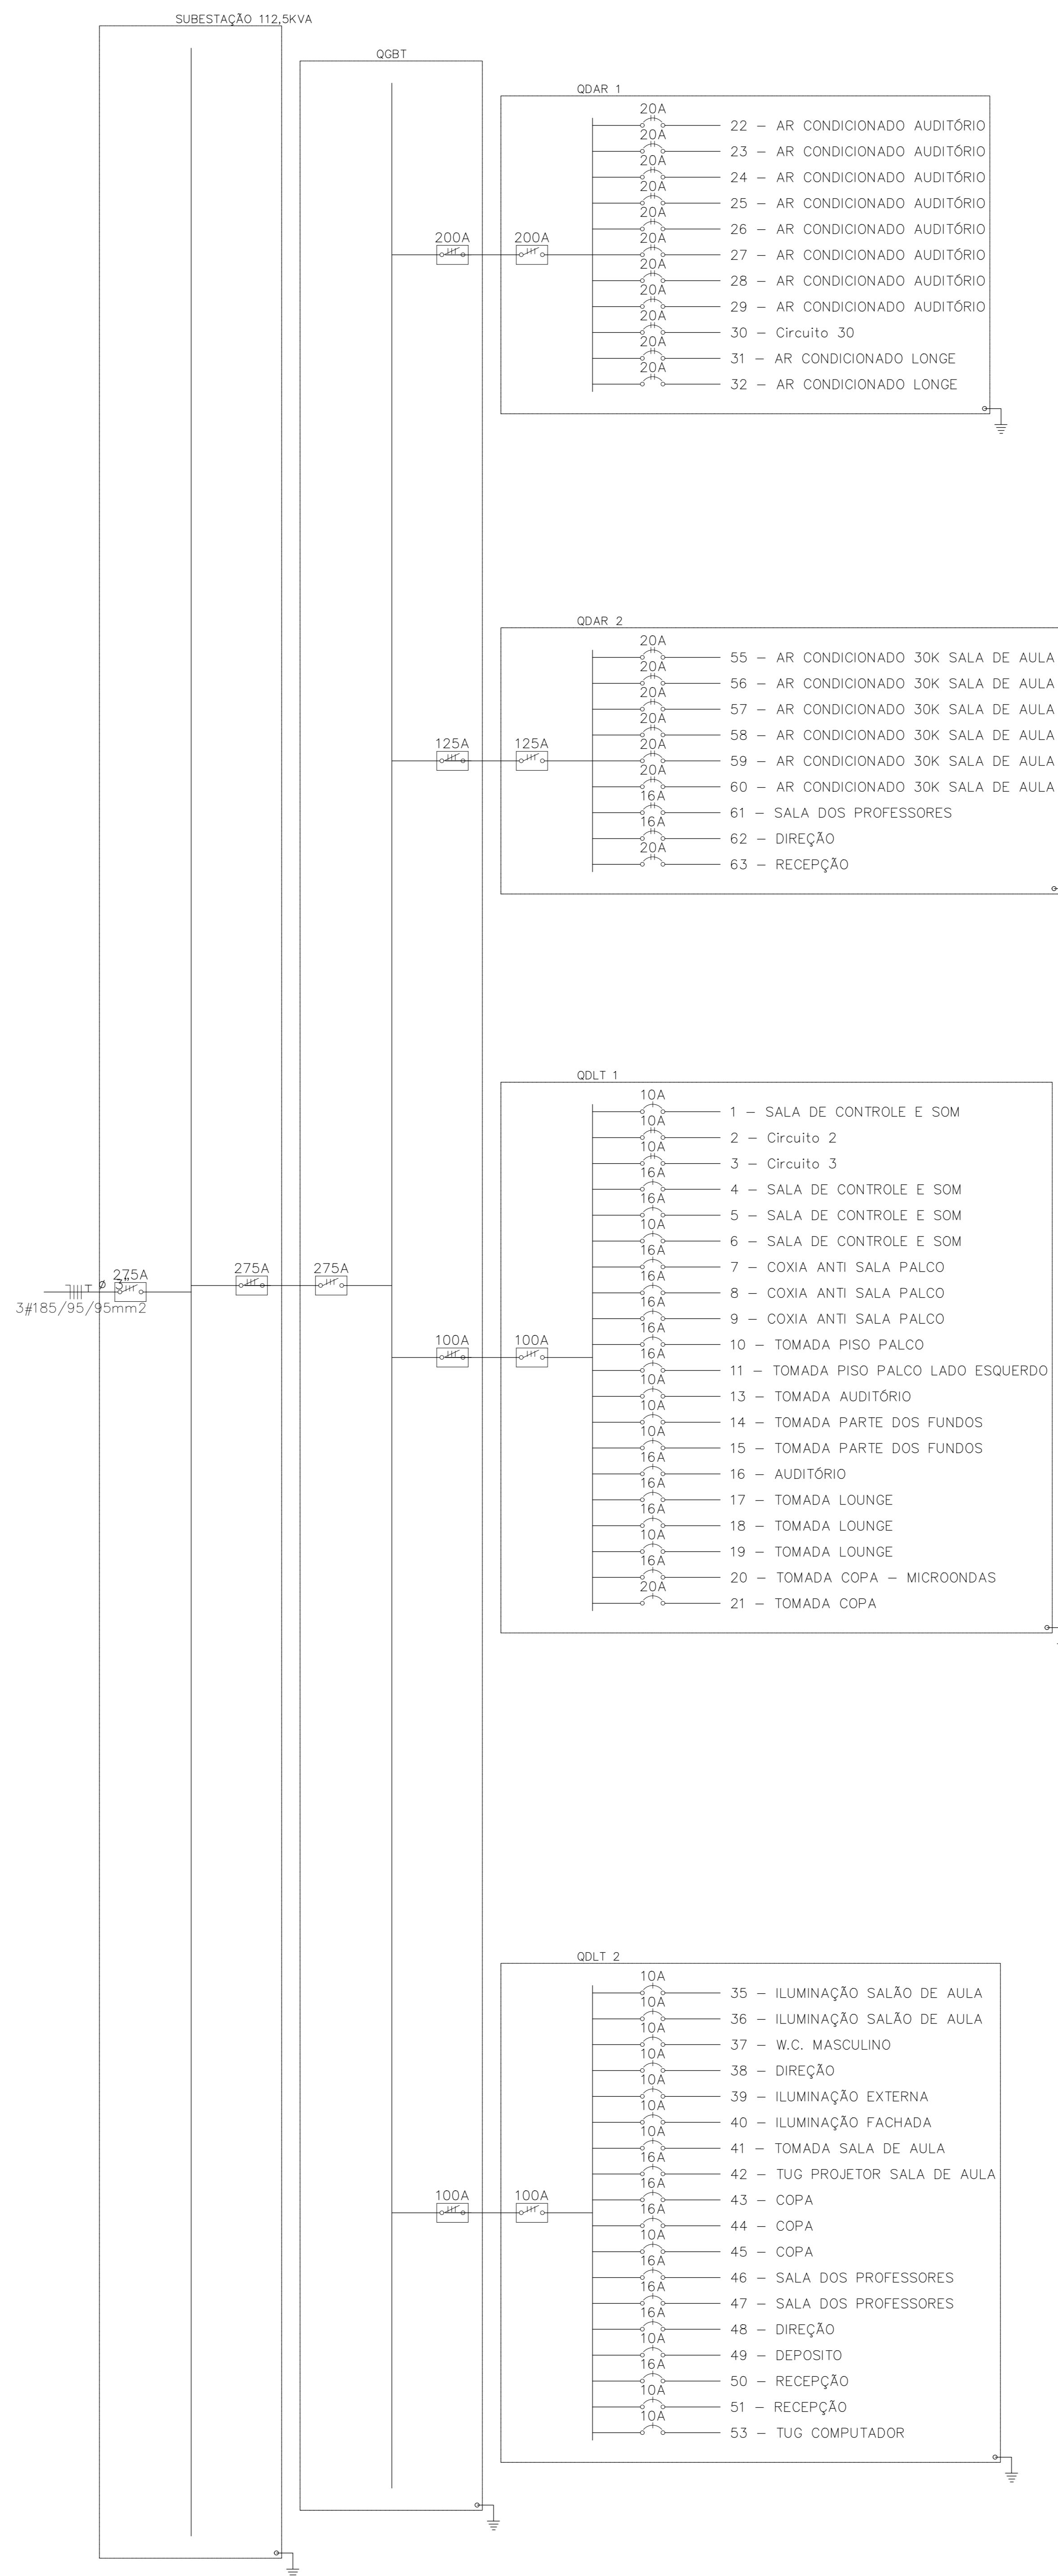 SUBESTAÇÃO 112,5KVA
QGBT
QDAR 1
20A
22 – AR CONDICIONADO AUDITÓRIO
20A
23 – AR CONDICIONADO AUDITÓRIO
20A
24 – AR CONDICIONADO AUDITÓRIO
20A
25 – AR CONDICIONADO AUDITÓRIO
20A
26 – AR CONDICIONADO AUDITÓRIO
200A
200A
20A
27 – AR CONDICIONADO AUDITÓRIO
20A
28 – AR CONDICIONADO AUDITÓRIO
20A
29 – AR CONDICIONADO AUDITÓRIO
20A
30 – Circuito 30
20A
31 – AR CONDICIONADO LONGE
20A
32 – AR CONDICIONADO LONGE
QDAR 2
20A
55 – AR CONDICIONADO 30K SALA DE AULA
20A
56 – AR CONDICIONADO 30K SALA DE AULA
20A
57 – AR CONDICIONADO 30K SALA DE AULA
20A
58 – AR CONDICIONADO 30K SALA DE AULA
125A
125A
20A
59 – AR CONDICIONADO 30K SALA DE AULA
20A
60 – AR CONDICIONADO 30K SALA DE AULA
16A
61 – SALA DOS PROFESSORES
16A
62 – DIREÇÃO
20A
63 – RECEPÇÃO
QDLT 1
10A
1 – SALA DE CONTROLE E SOM
10A
2 – Circuito 2
10A
3 – Circuito 3
16A
4 – SALA DE CONTROLE E SOM
16A
5 – SALA DE CONTROLE E SOM
10A
6 – SALA DE CONTROLE E SOM
16A
7 – COXIA ANTI SALA PALCO
275A
3"
3#185/95/95mm2
275A
275A
16A
8 – COXIA ANTI SALA PALCO
16A
9 – COXIA ANTI SALA PALCO
100A
100A
16A
10 – TOMADA PISO PALCO
16A
11 – TOMADA PISO PALCO LADO ESQUERDO
10A
13 – TOMADA AUDITÓRIO
10A
14 – TOMADA PARTE DOS FUNDOS
10A
15 – TOMADA PARTE DOS FUNDOS
16A
16 – AUDITÓRIO
16A
17 – TOMADA LOUNGE
16A
18 – TOMADA LOUNGE
10A
19 – TOMADA LOUNGE
16A
20 – TOMADA COPA – MICROONDAS
20A
21 – TOMADA COPA
QDLT 2
10A
35 – ILUMINAÇÃO SALÃO DE AULA
10A
36 – ILUMINAÇÃO SALÃO DE AULA
10A
37 – W.C. MASCULINO
10A
38 – DIREÇÃO
10A
39 – ILUMINAÇÃO EXTERNA
10A
40 – ILUMINAÇÃO FACHADA
10A
41 – TOMADA SALA DE AULA
16A
42 – TUG PROJETOR SALA DE AULA
100A
100A
16A
43 – COPA
16A
44 – COPA
10A
45 – COPA
16A
46 – SALA DOS PROFESSORES
16A
47 – SALA DOS PROFESSORES
16A
48 – DIREÇÃO
10A
49 – DEPOSITO
16A
50 – RECEPÇÃO
10A
51 – RECEPÇÃO
10A
53 – TUG COMPUTADOR